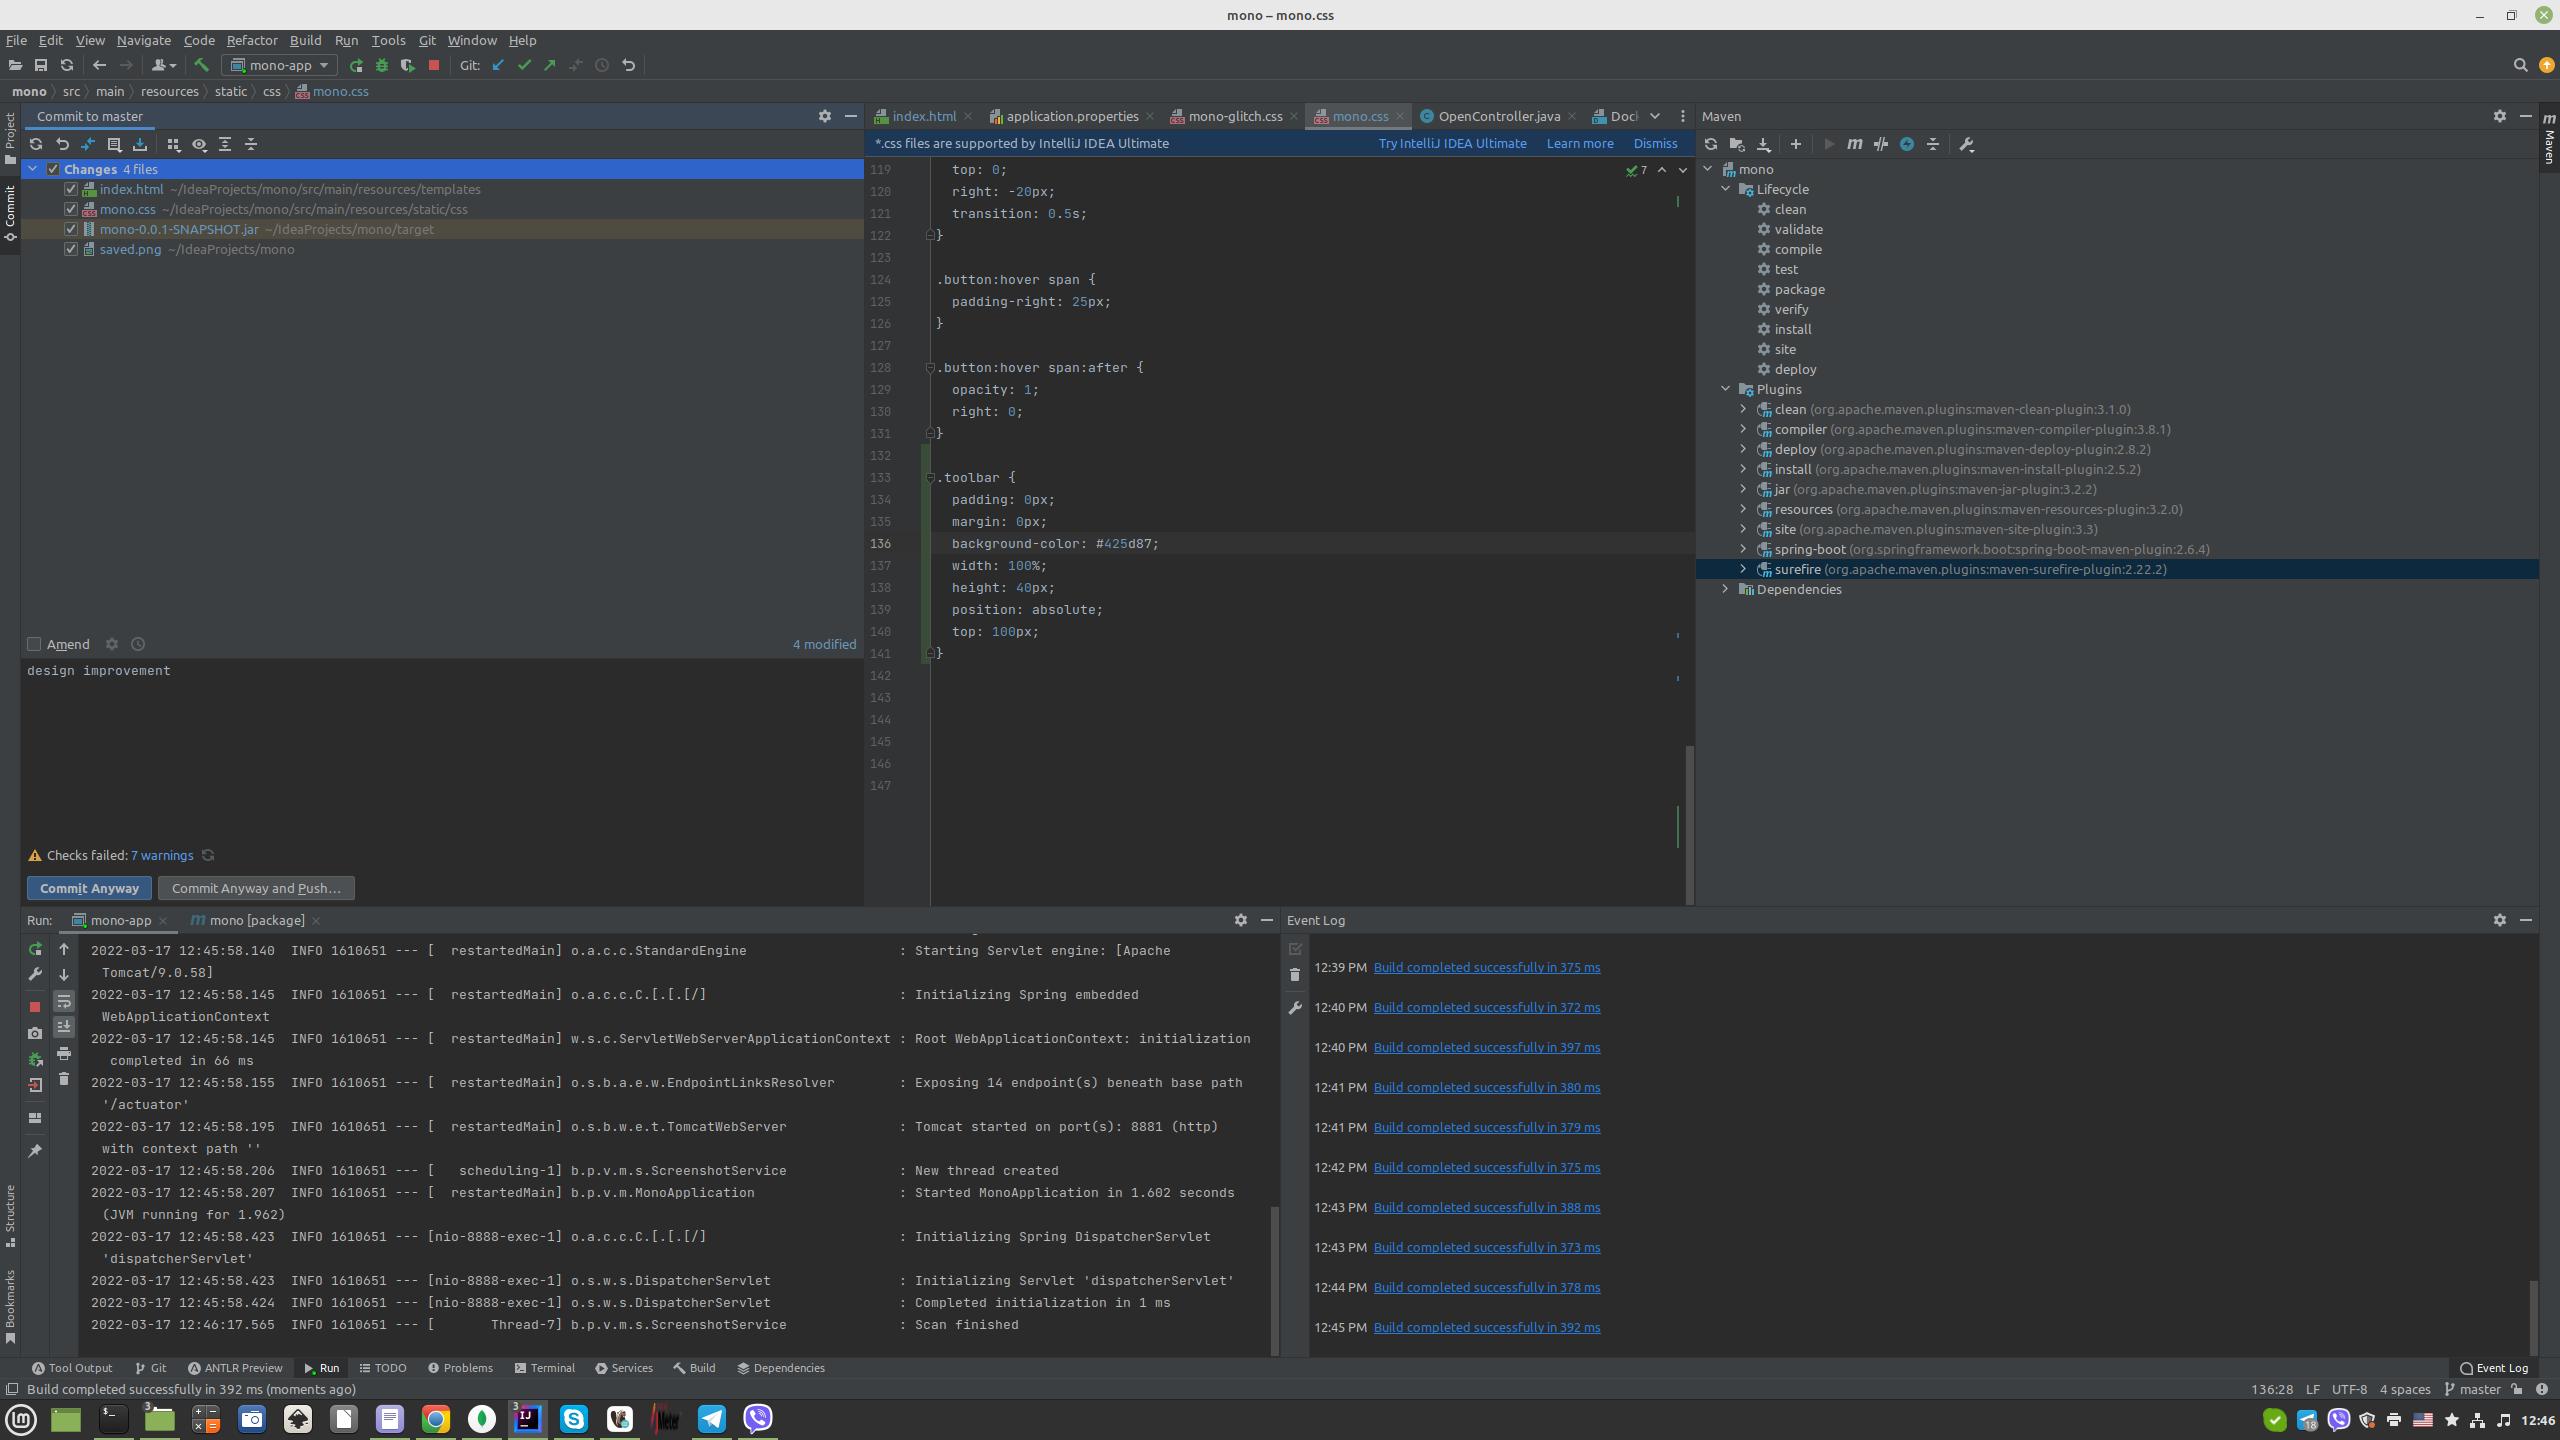 mono – mono.css
File Edit View Navigate Code Refactor Build Run Tools Git Window Help
mono-app Git:
mono src main resources static css mono.css
Project
Commit
Structure
Bookmarks
Commit to master
Changes 4 files
index.html ~/IdeaProjects/mono/src/main/resources/templates
mono.css ~/IdeaProjects/mono/src/main/resources/static/css
mono-0.0.1-SNAPSHOT.jar ~/IdeaProjects/mono/target
saved.png ~/IdeaProjects/mono
Amend 4 modified
design improvement
Checks failed: 7 warnings
Commit Anyway Commit Anyway and Push...
index.html application.properties mono-glitch.css mono.css OpenController.java Doc
*.css files are supported by IntelliJ IDEA Ultimate Try IntelliJ IDEA Ultimate Learn more Dismiss
7
119 top: 0;
120 right: -20px;
121 transition: 0.5s;
122 }
123
124 .button:hover span {
125 padding-right: 25px;
126 }
127
128 .button:hover span:after {
129 opacity: 1;
130 right: 0;
131 }
132
133 .toolbar {
134 padding: 0px;
135 margin: 0px;
136 background-color: #425d87;
137 width: 100%;
138 height: 40px;
139 position: absolute;
140 top: 100px;
141 }
142
143
144
145
146
147
Maven
mono
Lifecycle
clean
validate
compile
test
package
verify
install
site
deploy
Plugins
clean (org.apache.maven.plugins:maven-clean-plugin:3.1.0)
compiler (org.apache.maven.plugins:maven-compiler-plugin:3.8.1)
deploy (org.apache.maven.plugins:maven-deploy-plugin:2.8.2)
install (org.apache.maven.plugins:maven-install-plugin:2.5.2)
jar (org.apache.maven.plugins:maven-jar-plugin:3.2.2)
resources (org.apache.maven.plugins:maven-resources-plugin:3.2.0)
site (org.apache.maven.plugins:maven-site-plugin:3.3)
spring-boot (org.springframework.boot:spring-boot-maven-plugin:2.6.4)
surefire (org.apache.maven.plugins:maven-surefire-plugin:2.22.2)
Dependencies
Maven
Run: mono-app mono [package]
2022-03-17 12:45:58.140 INFO 1610651 --- [ restartedMain] o.a.c.c.StandardEngine : Starting Servlet engine: [Apache
Tomcat/9.0.58]
2022-03-17 12:45:58.145 INFO 1610651 --- [ restartedMain] o.a.c.c.C.[.[.[/] : Initializing Spring embedded
WebApplicationContext
2022-03-17 12:45:58.145 INFO 1610651 --- [ restartedMain] w.s.c.ServletWebServerApplicationContext : Root WebApplicationContext: initialization
completed in 66 ms
2022-03-17 12:45:58.155 INFO 1610651 --- [ restartedMain] o.s.b.a.e.w.EndpointLinksResolver : Exposing 14 endpoint(s) beneath base path
'/actuator'
2022-03-17 12:45:58.195 INFO 1610651 --- [ restartedMain] o.s.b.w.e.t.TomcatWebServer : Tomcat started on port(s): 8881 (http)
with context path ''
2022-03-17 12:45:58.206 INFO 1610651 --- [ scheduling-1] b.p.v.m.s.ScreenshotService : New thread created
2022-03-17 12:45:58.207 INFO 1610651 --- [ restartedMain] b.p.v.m.MonoApplication : Started MonoApplication in 1.602 seconds
(JVM running for 1.962)
2022-03-17 12:45:58.423 INFO 1610651 --- [nio-8888-exec-1] o.a.c.c.C.[.[.[/] : Initializing Spring DispatcherServlet
'dispatcherServlet'
2022-03-17 12:45:58.423 INFO 1610651 --- [nio-8888-exec-1] o.s.w.s.DispatcherServlet : Initializing Servlet 'dispatcherServlet'
2022-03-17 12:45:58.424 INFO 1610651 --- [nio-8888-exec-1] o.s.w.s.DispatcherServlet : Completed initialization in 1 ms
2022-03-17 12:46:17.565 INFO 1610651 --- [ Thread-7] b.p.v.m.s.ScreenshotService : Scan finished
Event Log
12:39 PM Build completed successfully in 375 ms
12:40 PM Build completed successfully in 372 ms
12:40 PM Build completed successfully in 397 ms
12:41 PM Build completed successfully in 380 ms
12:41 PM Build completed successfully in 379 ms
12:42 PM Build completed successfully in 375 ms
12:43 PM Build completed successfully in 388 ms
12:43 PM Build completed successfully in 373 ms
12:44 PM Build completed successfully in 378 ms
12:45 PM Build completed successfully in 392 ms
Tool Output Git ANTLR Preview Run TODO Problems Terminal Services Build Dependencies Event Log
Build completed successfully in 392 ms (moments ago) 136:28 LF UTF-8 4 spaces master
3 3 IJ 18 12:46